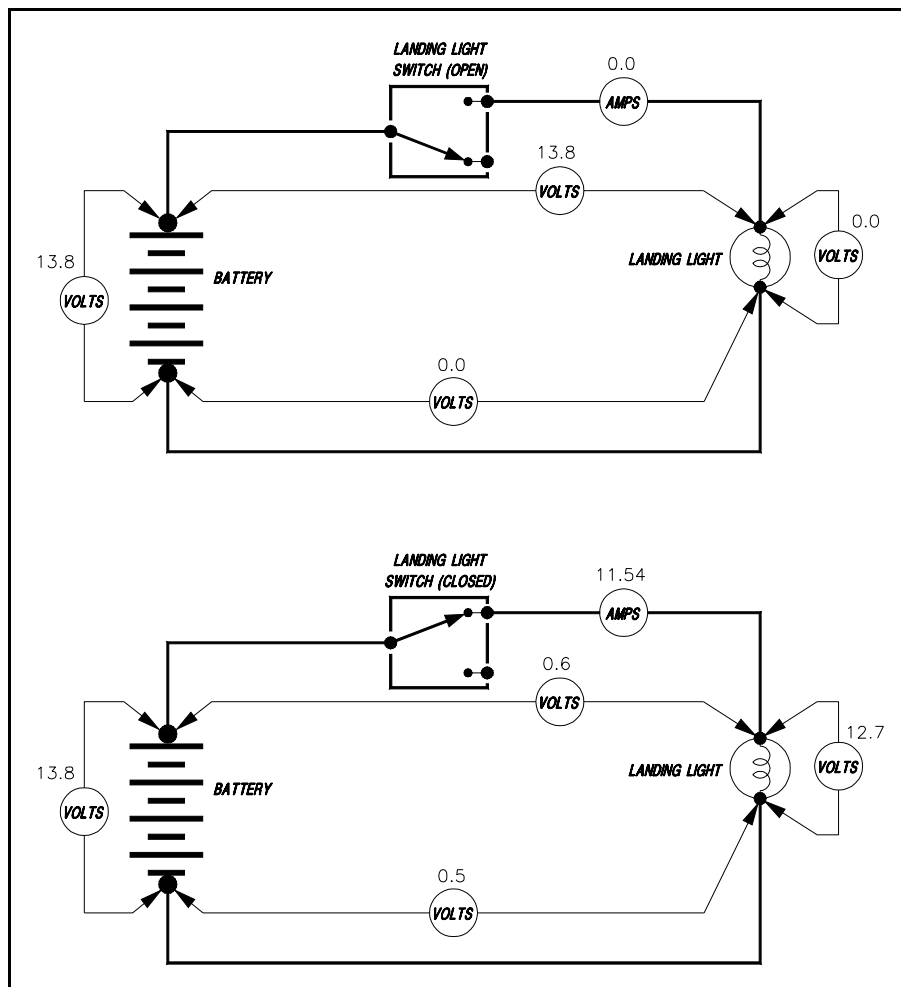 LANDING LIGHT
SWITCH (OPEN)
0.0
AMPS
13.8
VOLTS
0.0
VOLTS
LANDING LIGHT
13.8
VOLTS
BATTERY
0.0
VOLTS
LANDING LIGHT
SWITCH (CLOSED)
11.54
AMPS
0.6
VOLTS
12.7
VOLTS
LANDING LIGHT
13.8
VOLTS
BATTERY
0.5
VOLTS